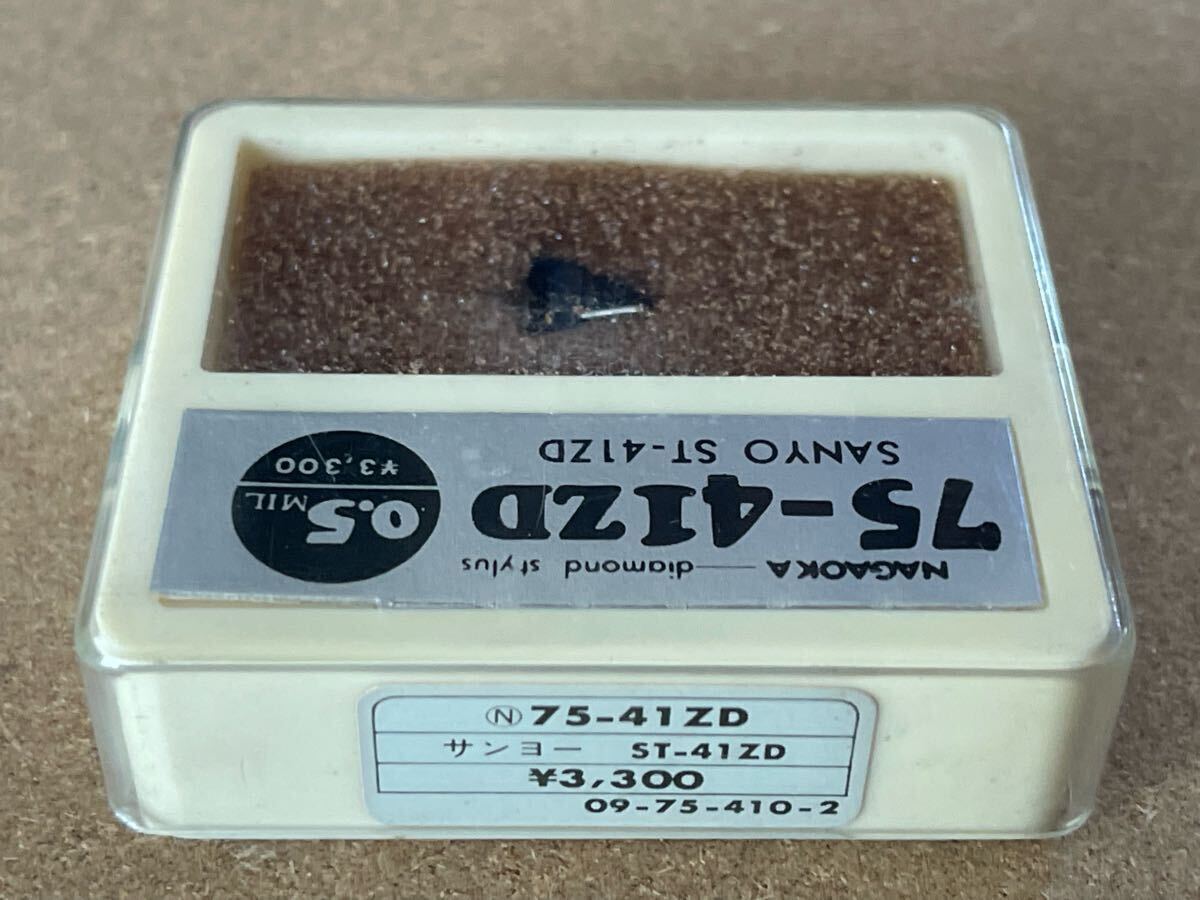 NAGAOKA — diamond stylus
75-41ZD
SANYO ST-41ZD
0.5 MIL
¥3,300
Ⓝ 75-41ZD
サンヨー ST-41ZD
¥3,300
09-75-410-2